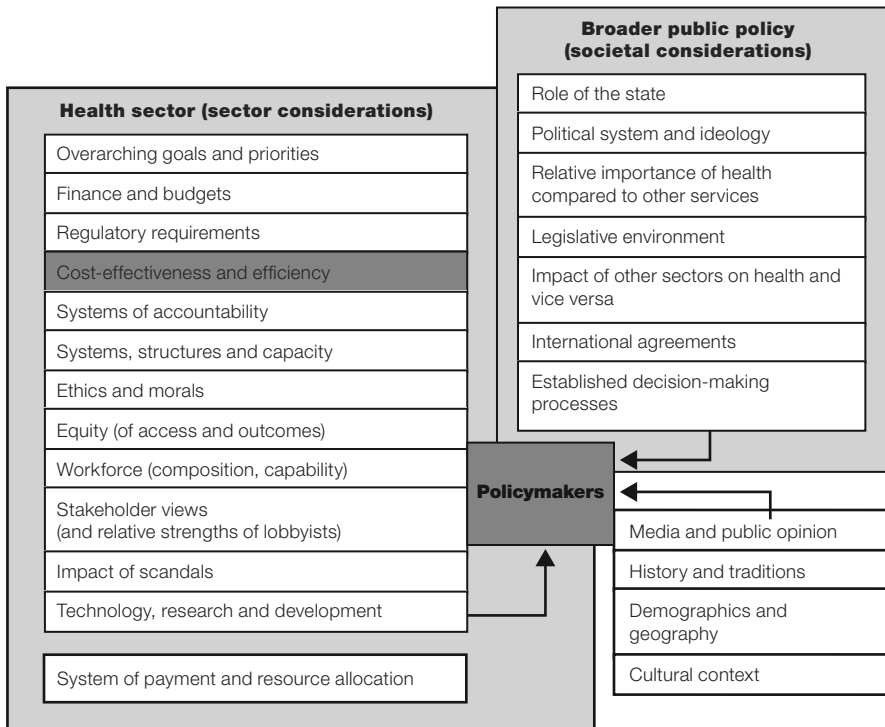 Broader public policy
(societal considerations)
Role of the state
Political system and ideology
Relative importance of health
compared to other services
Legislative environment
Impact of other sectors on health and
vice versa
International agreements
Established decision-making
processes
Health sector (sector considerations)
Overarching goals and priorities
Finance and budgets
Regulatory requirements
Cost-effectiveness and efficiency
Systems of accountability
Systems, structures and capacity
Ethics and morals
Equity (of access and outcomes)
Workforce (composition, capability)
Stakeholder views
(and relative strengths of lobbyists)
Impact of scandals
Technology, research and development
System of payment and resource allocation
Policymakers
Media and public opinion
History and traditions
Demographics and
geography
Cultural context